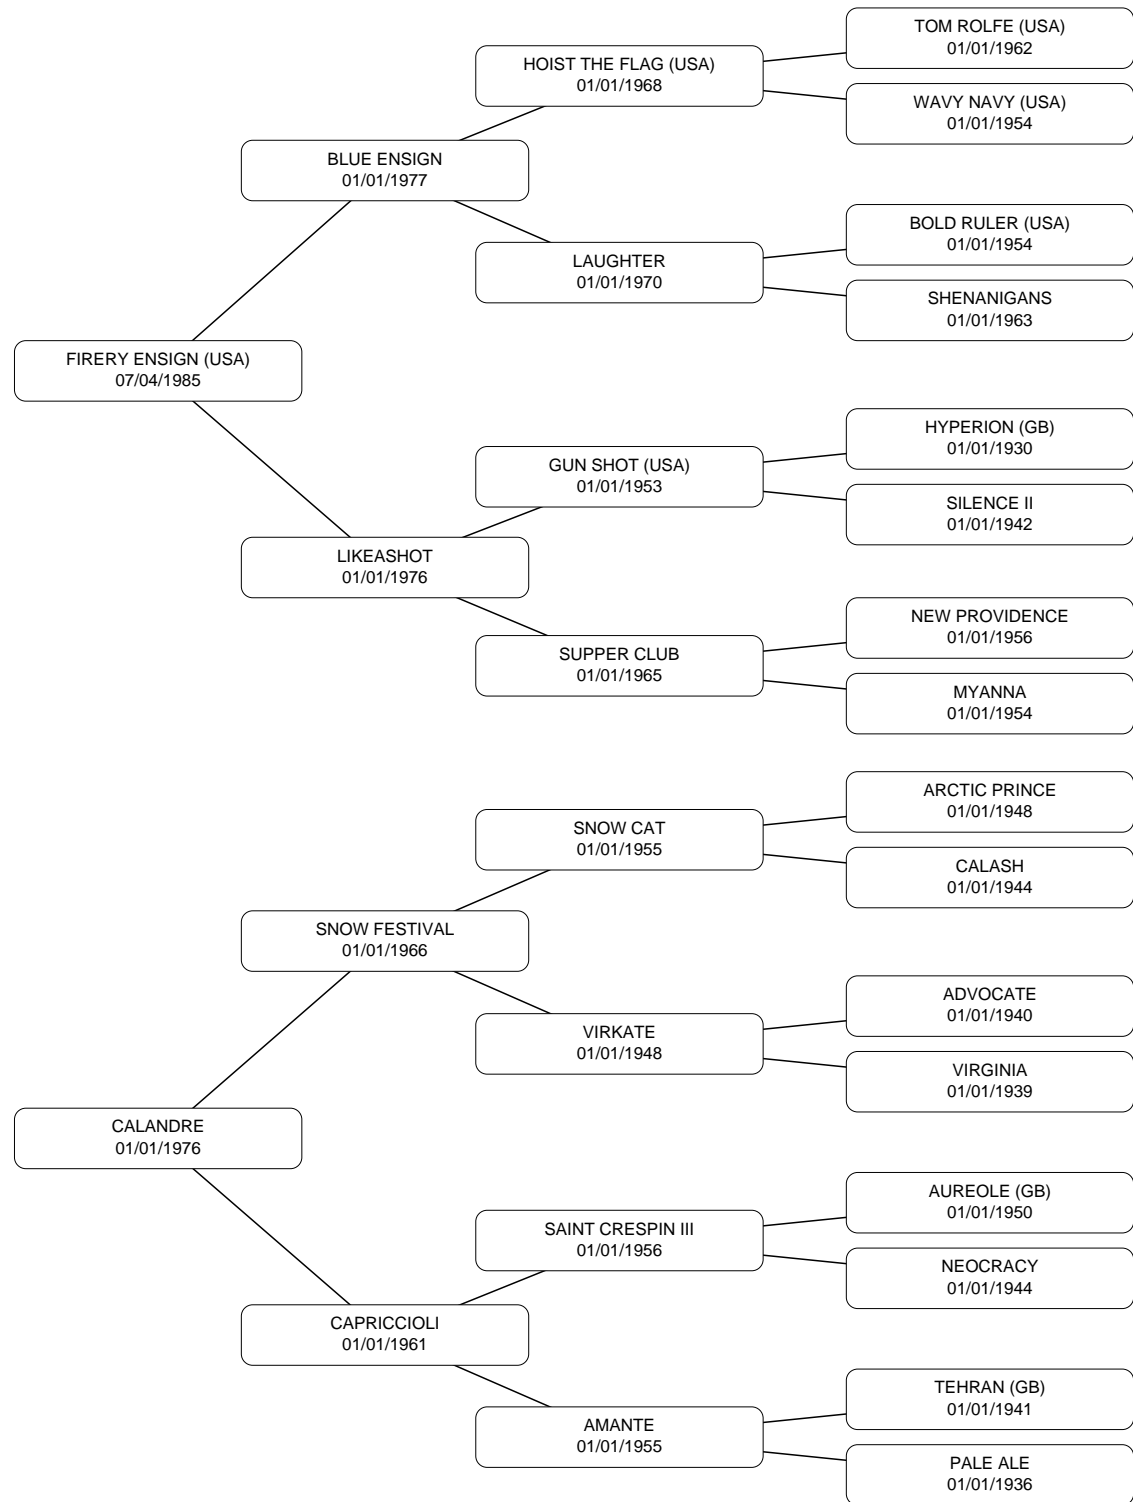 TOM ROLFE (USA)
01/01/1962
HOIST THE FLAG (USA)
01/01/1968
WAVY NAVY (USA)
01/01/1954
BLUE ENSIGN
01/01/1977
BOLD RULER (USA)
01/01/1954
LAUGHTER
01/01/1970
SHENANIGANS
01/01/1963
FIRERY ENSIGN (USA)
07/04/1985
HYPERION (GB)
01/01/1930
GUN SHOT (USA)
01/01/1953
SILENCE II
01/01/1942
LIKEASHOT
01/01/1976
NEW PROVIDENCE
01/01/1956
SUPPER CLUB
01/01/1965
MYANNA
01/01/1954
ARCTIC PRINCE
01/01/1948
SNOW CAT
01/01/1955
CALASH
01/01/1944
SNOW FESTIVAL
01/01/1966
ADVOCATE
01/01/1940
VIRKATE
01/01/1948
VIRGINIA
01/01/1939
CALANDRE
01/01/1976
AUREOLE (GB)
01/01/1950
SAINT CRESPIN III
01/01/1956
NEOCRACY
01/01/1944
CAPRICCIOLI
01/01/1961
TEHRAN (GB)
01/01/1941
AMANTE
01/01/1955
PALE ALE
01/01/1936